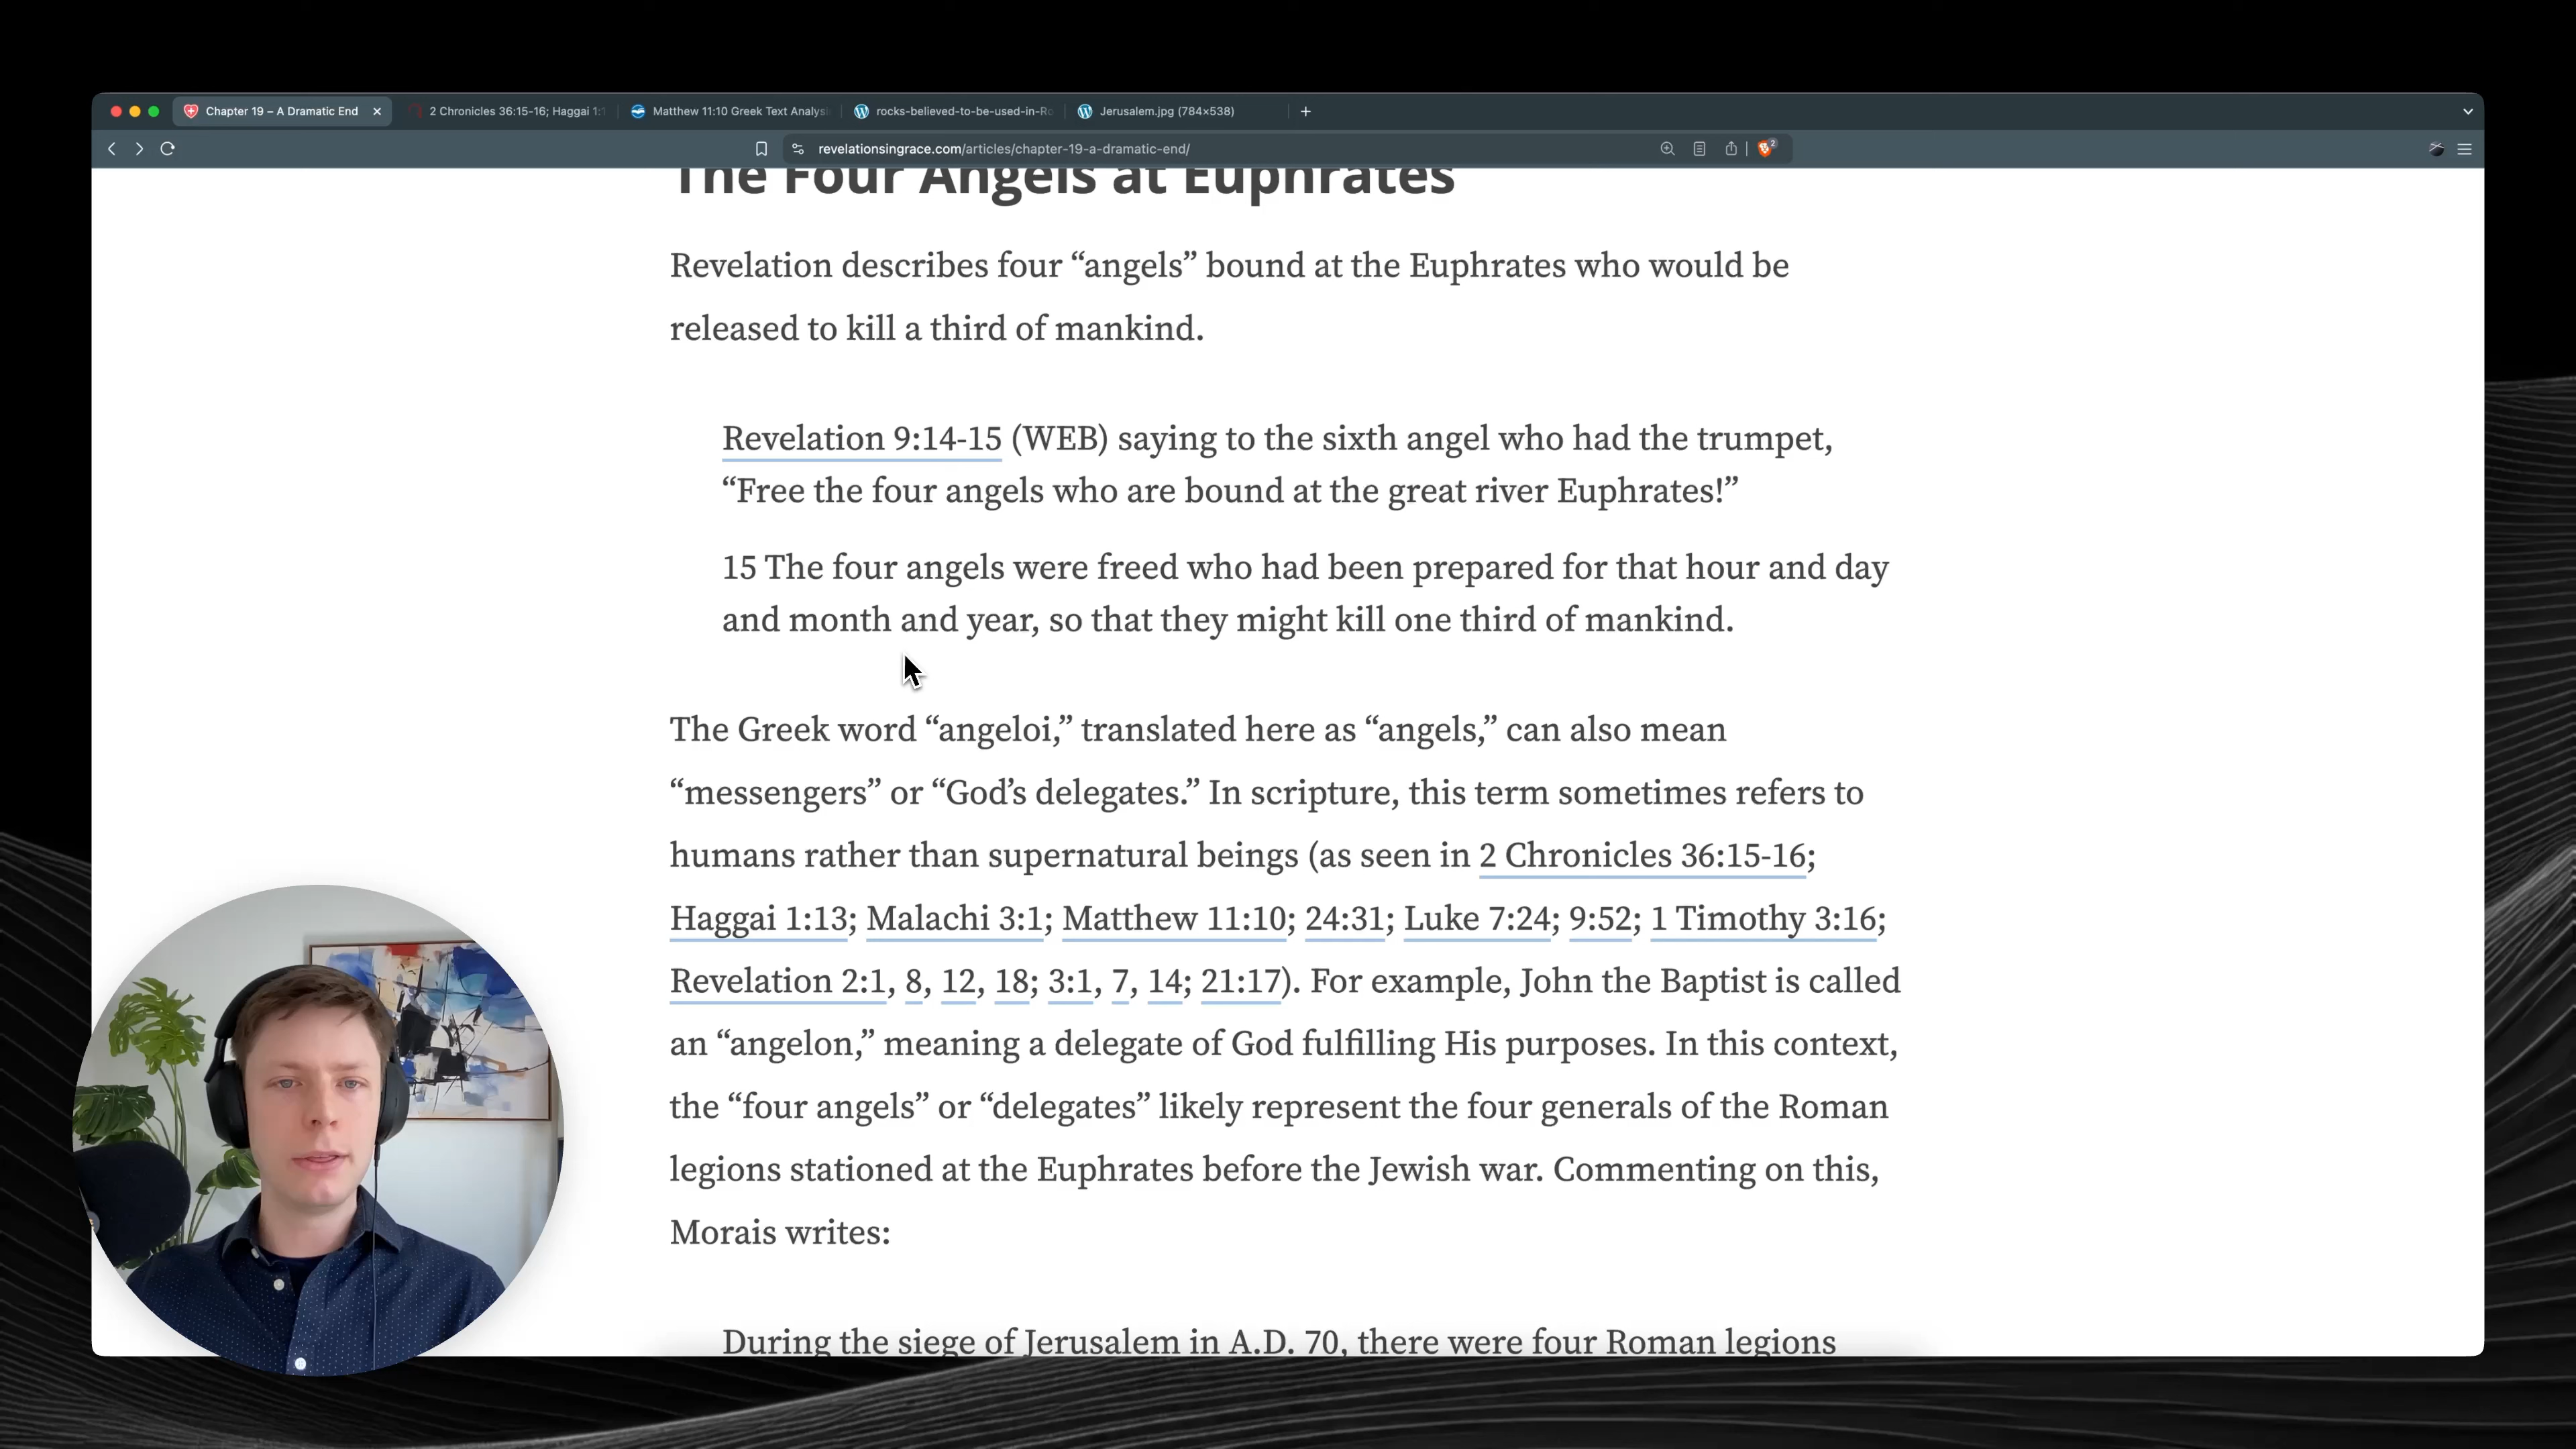 Chapter 19 – A Dramatic End
2 Chronicles 36:15-16; Haggai 1:1
Matthew 11:10 Greek Text Analysis
rocks-believed-to-be-used-in-Ro
Jerusalem.jpg (784×538)
revelationsingrace.com/articles/chapter-19-a-dramatic-end/
2
The Four Angels at Euphrates
Revelation describes four “angels” bound at the Euphrates who would be
released to kill a third of mankind.
Revelation 9:14-15 (WEB) saying to the sixth angel who had the trumpet,
“Free the four angels who are bound at the great river Euphrates!”
15 The four angels were freed who had been prepared for that hour and day
and month and year, so that they might kill one third of mankind.
The Greek word “angeloi,” translated here as “angels,” can also mean
“messengers” or “God’s delegates.” In scripture, this term sometimes refers to
humans rather than supernatural beings (as seen in 2 Chronicles 36:15-16;
Haggai 1:13; Malachi 3:1; Matthew 11:10; 24:31; Luke 7:24; 9:52; 1 Timothy 3:16;
Revelation 2:1, 8, 12, 18; 3:1, 7, 14; 21:17). For example, John the Baptist is called
an “angelon,” meaning a delegate of God fulfilling His purposes. In this context,
the “four angels” or “delegates” likely represent the four generals of the Roman
legions stationed at the Euphrates before the Jewish war. Commenting on this,
Morais writes:
During the siege of Jerusalem in A.D. 70, there were four Roman legions